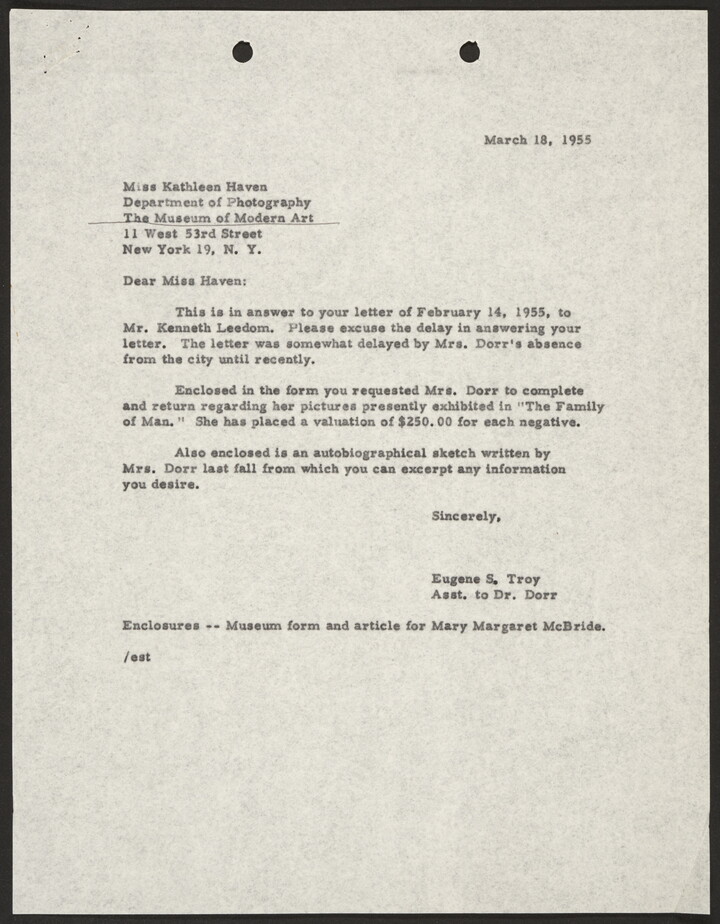 March 18, 1955
Miss Kathleen Haven
Department of Photography
The Museum of Modern Art
11 West 53rd Street
New York 19, N. Y.
Dear Miss Haven:
This is in answer to your letter of February 14, 1955, to
Mr. Kenneth Leedom. Please excuse the delay in answering your
letter. The letter was somewhat delayed by Mrs. Dorr's absence
from the city until recently.
Enclosed in the form you requested Mrs. Dorr to complete
and return regarding her pictures presently exhibited in "The Family
of Man." She has placed a valuation of $250.00 for each negative.
Also enclosed is an autobiographical sketch written by
Mrs. Dorr last fall from which you can excerpt any information
you desire.
Sincerely,
Eugene S. Troy
Asst. to Dr. Dorr
Enclosures -- Museum form and article for Mary Margaret McBride.
/est